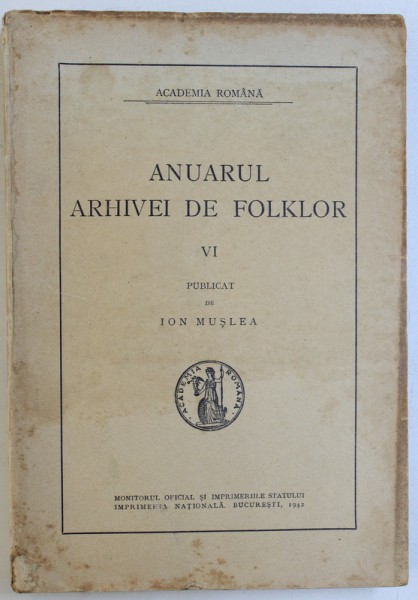 ACADEMIA ROMÂNĂ
ANUARUL
ARHIVEI DE FOLKLOR
VI
PUBLICAT
DE
ION MUȘLEA
ACADEMIA ROMÂNĂ
MONITORUL OFICIAL ȘI IMPRIMERIILE STATULUI
IMPRIMERIA NAȚIONALĂ, BUCUREȘTI, 1942